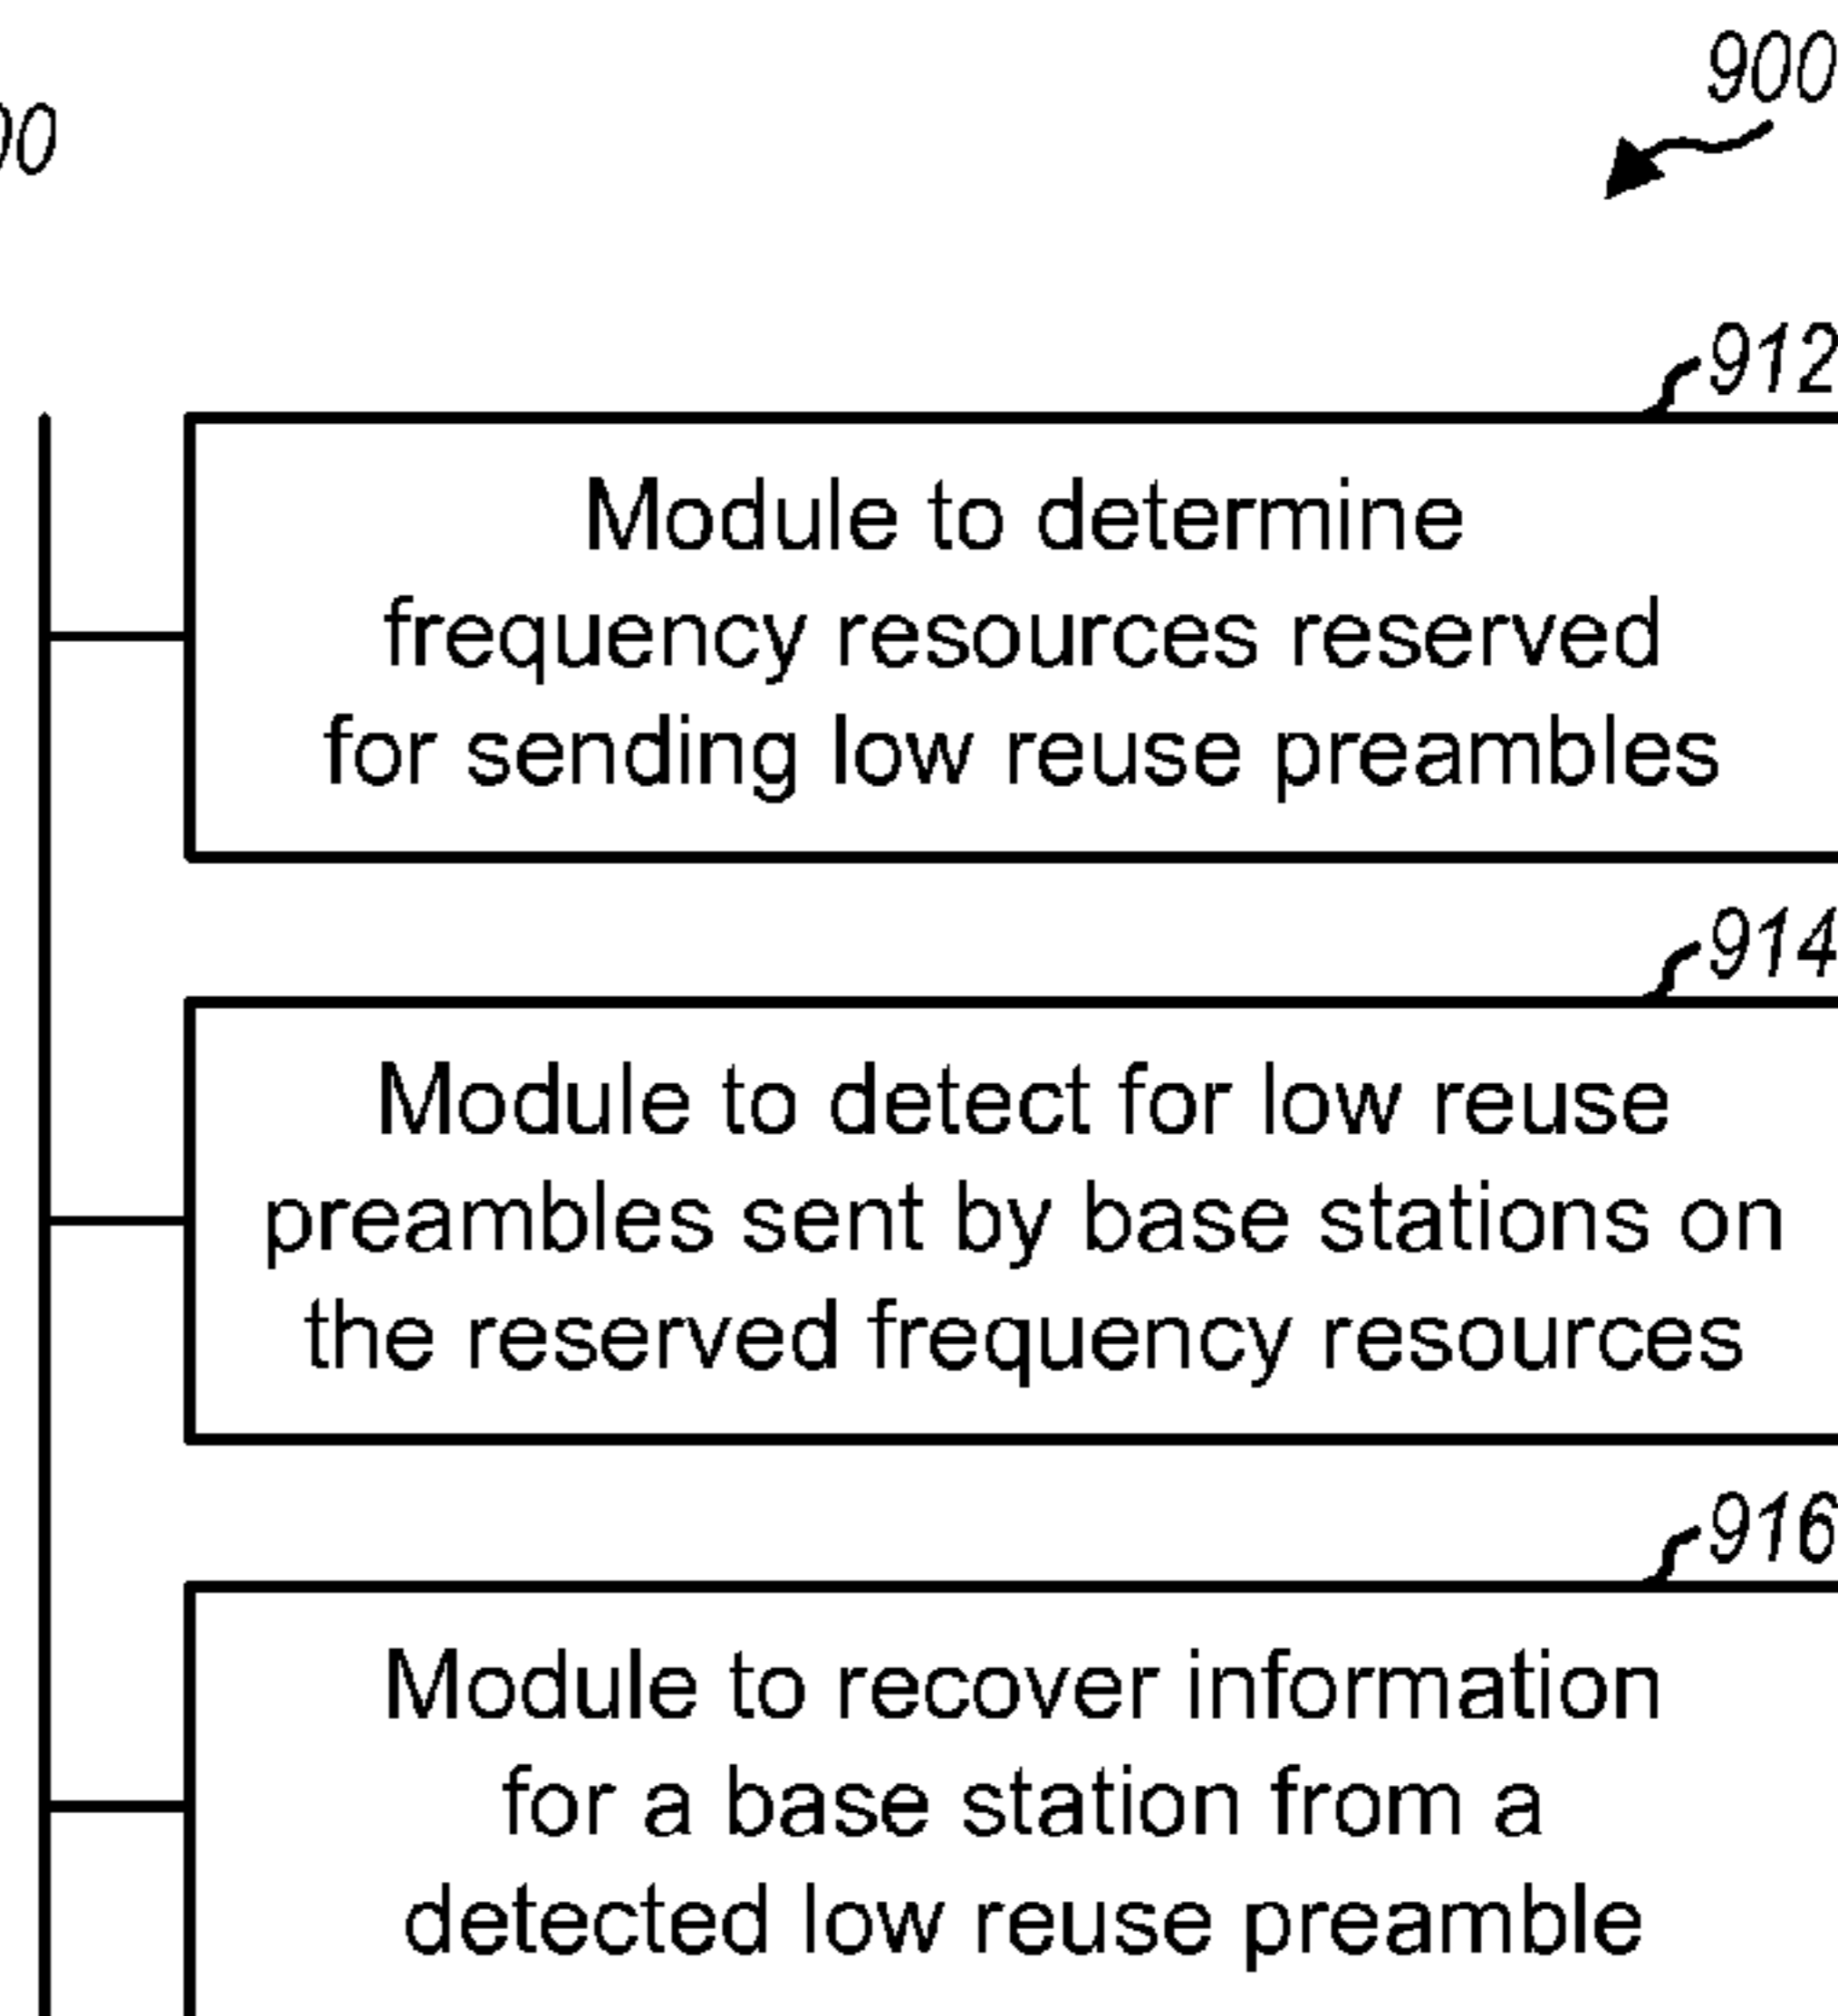 900
912
Module to determine
frequency resources reserved
for sending low reuse preambles
914
Module to detect for low reuse
preambles sent by base stations on
the reserved frequency resources
916
Module to recover information
for a base station from a
detected low reuse preamble